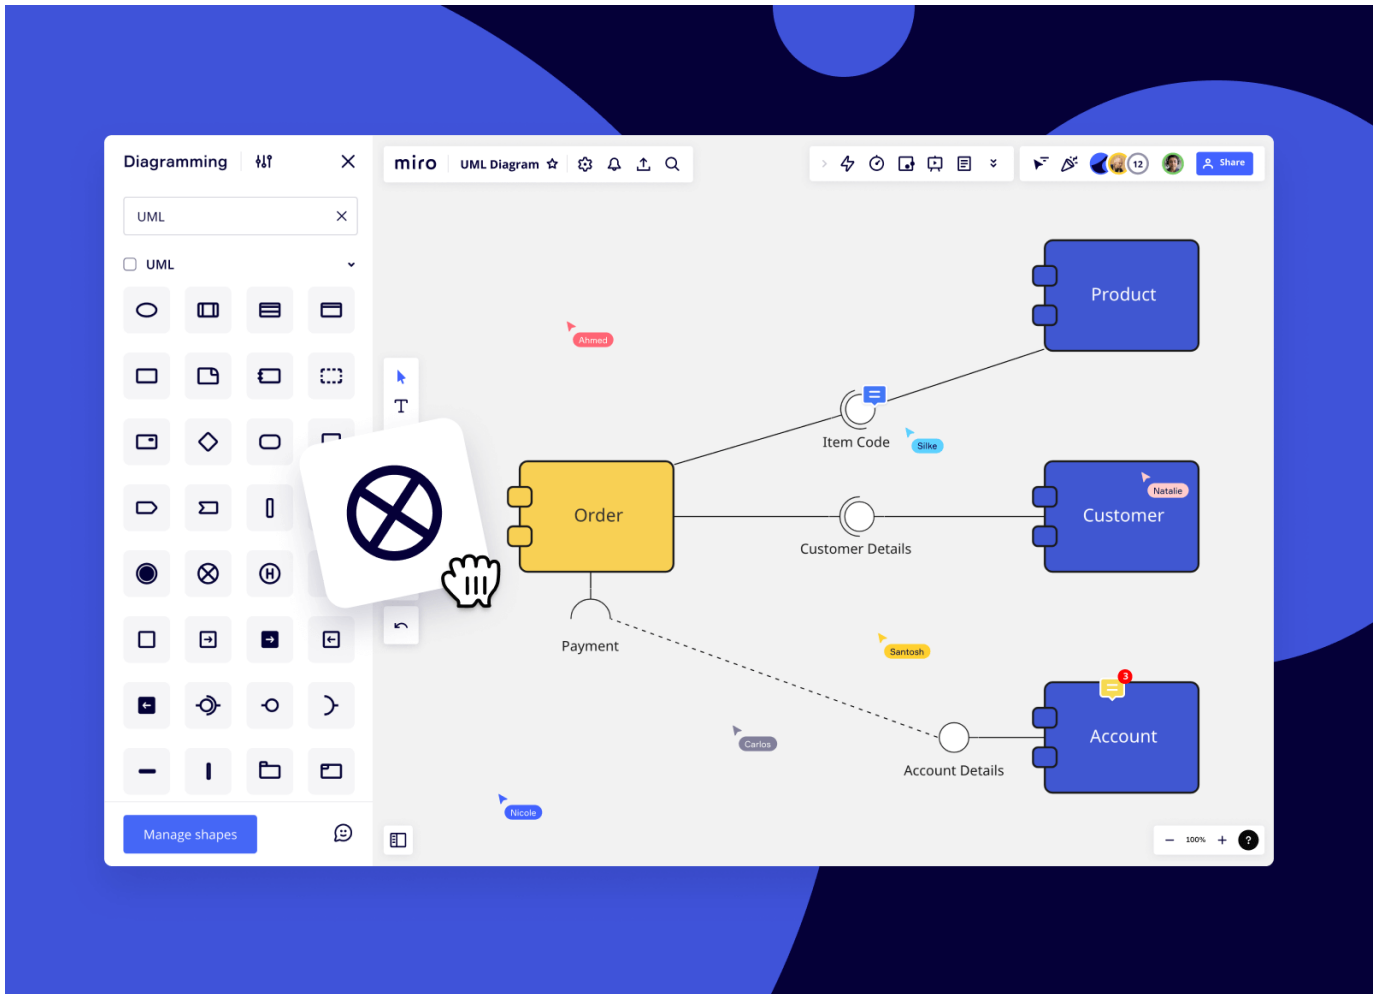 Diagramming
miro
UML Diagram
12
Share
UML
UML
Product
Ahmed
T
Item Code
Silke
Natalie
Order
Customer
Customer Details
H
Payment
Santosh
3
Account
Carlos
Account Details
Nicole
Manage shapes
100%
?